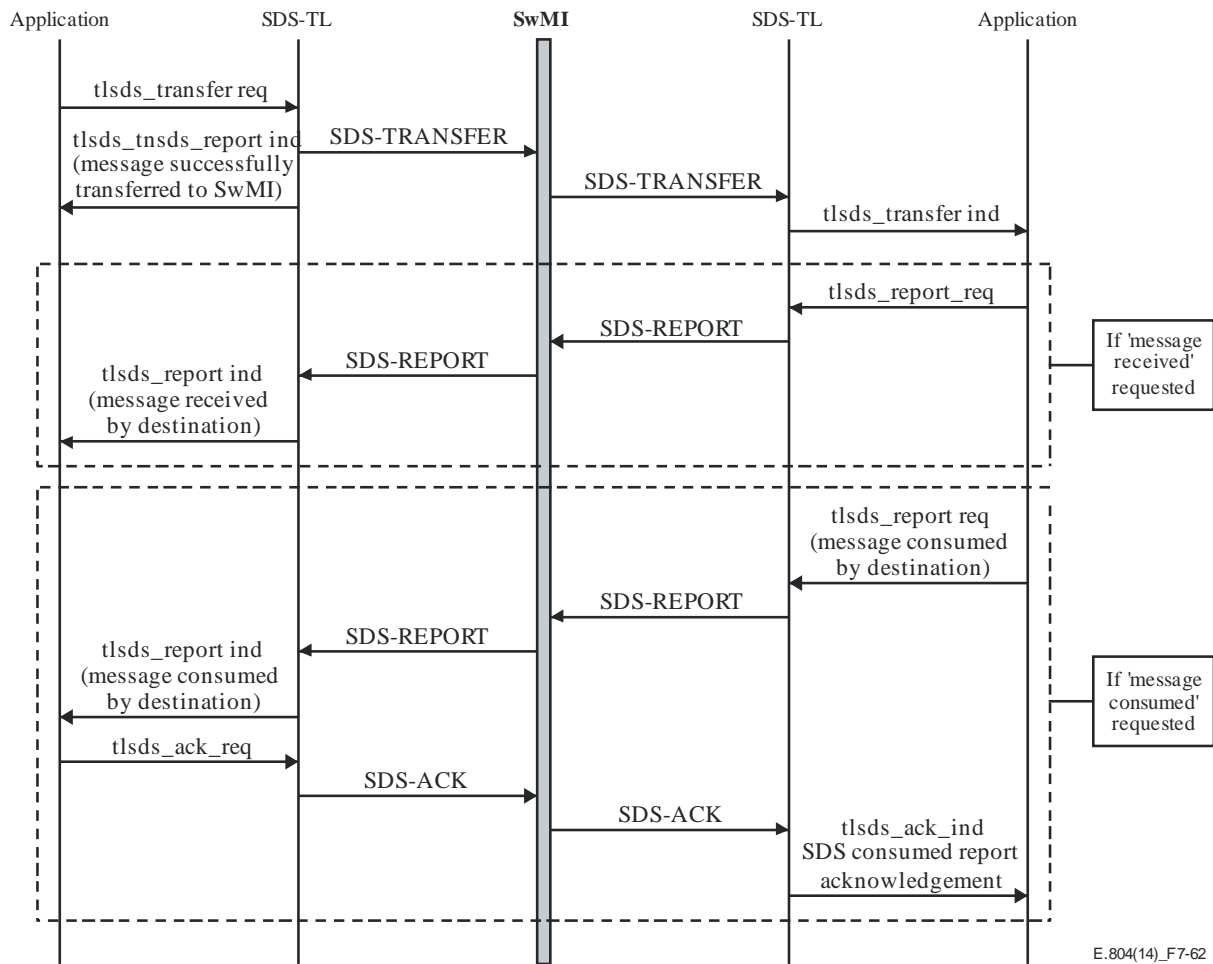 Application
SDS-TL
SwMI
SDS-TL
Application
tlsds_transfer req
tlsds_tnsds_report ind
(message successfully
transferred to SwMI)
SDS-TRANSFER
SDS-TRANSFER
tlsds_transfer ind
tlsds_report_req
SDS-REPORT
SDS-REPORT
tlsds_report ind
(message received
by destination)
If 'message
received'
requested
tlsds_report req
(message consumed
by destination)
SDS-REPORT
SDS-REPORT
tlsds_report ind
(message consumed
by destination)
If 'message
consumed'
requested
tlsds_ack_req
SDS-ACK
SDS-ACK
tlsds_ack_ind
SDS consumed report
acknowledgement
E.804(14)_F7-62